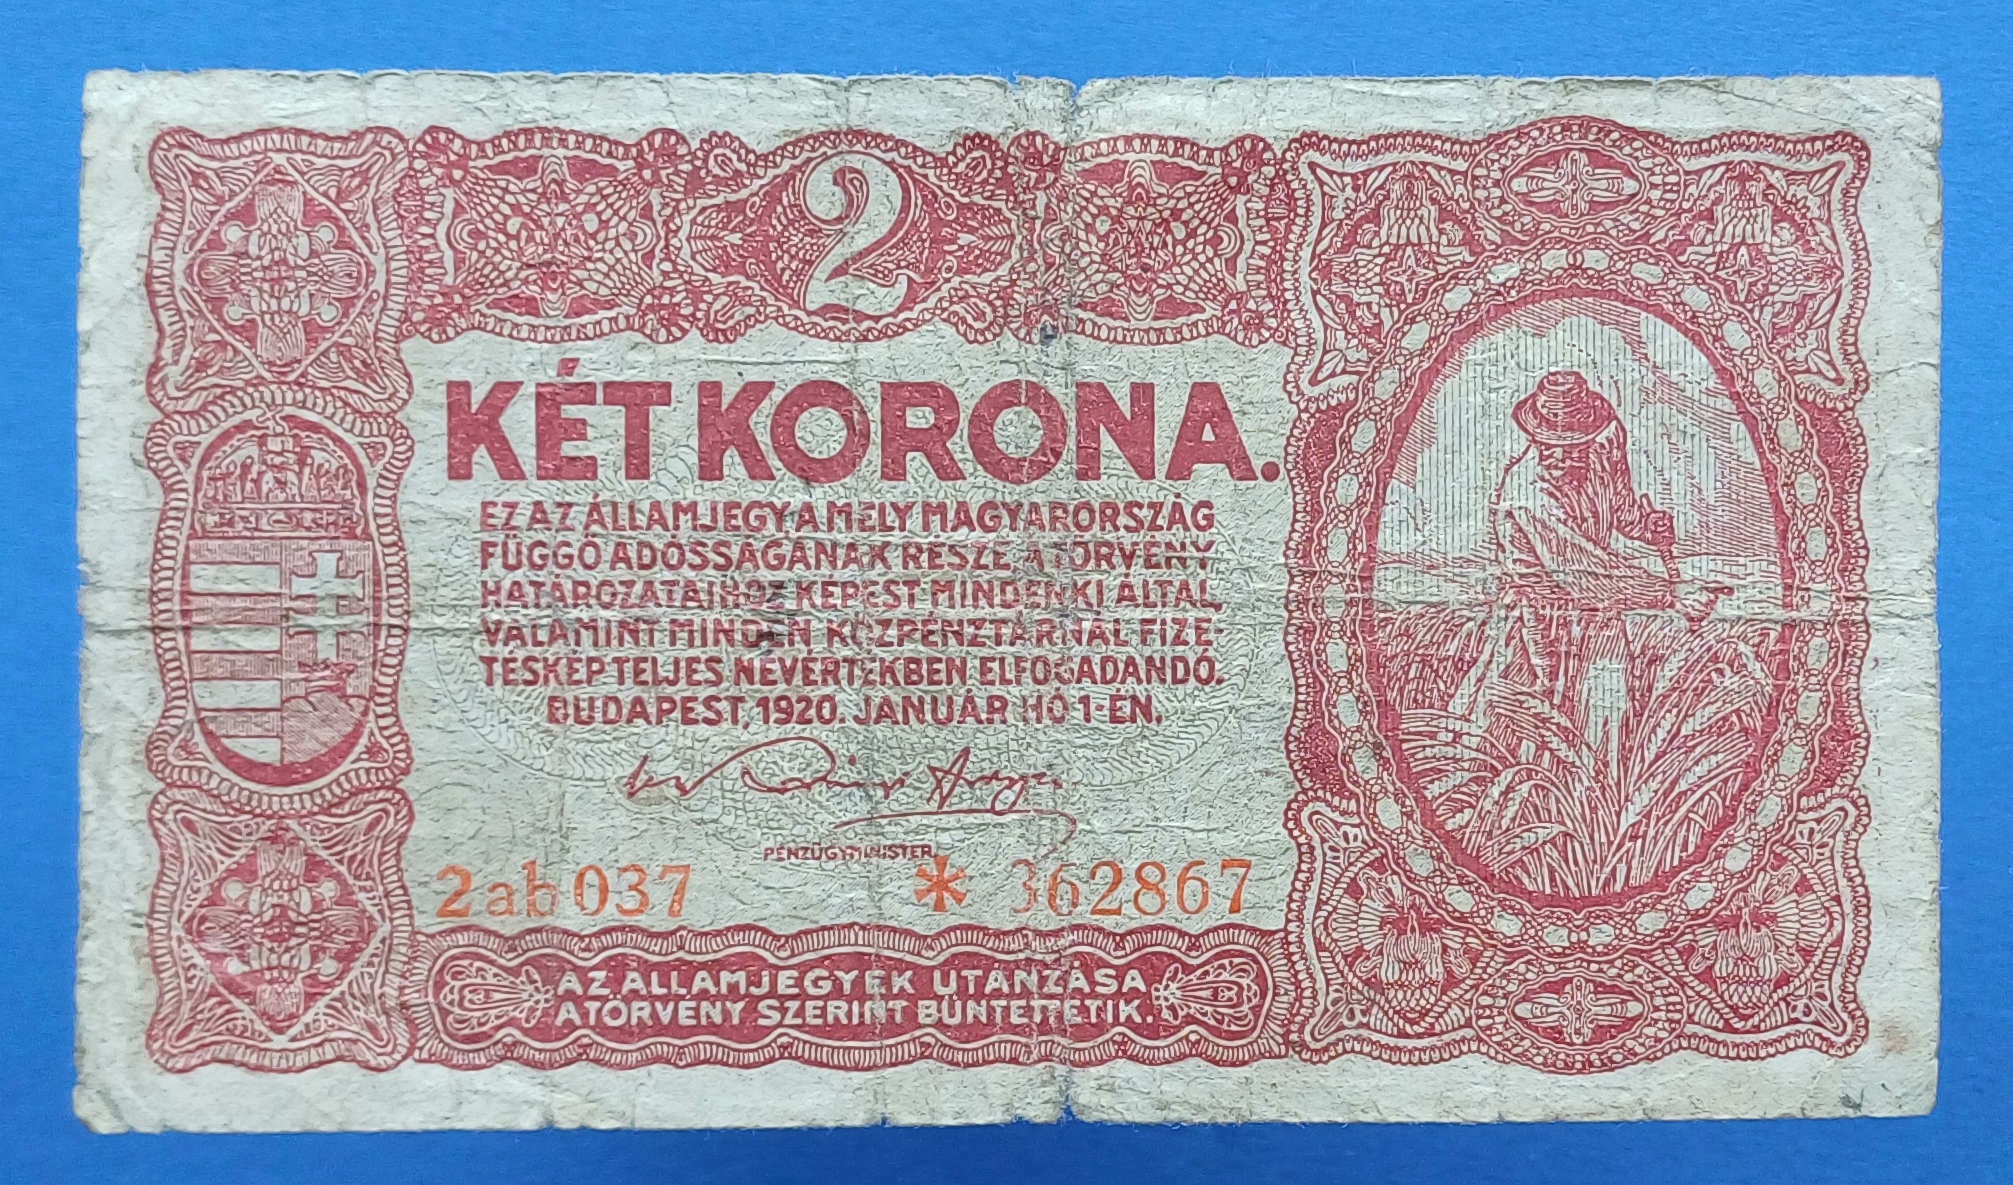 2
KÉT KORONA.
EZ AZ ÁLLAMJEGY, AMELY MAGYARORSZÁG
FÜGGŐ ADÓSSÁGÁNAK RÉSZE A TÖRVÉNY
HATÁROZATAIHOZ KÉPEST MINDENKI ÁLTAL,
VALAMINT MINDEN KÖZPÉNZTÁRNÁL FIZE-
TÉSKÉP TELJES NÉVÉRTÉKBEN ELFOGADANDÓ.
BUDAPEST, 1920. JANUÁR HÓ 1-ÉN.
PÉNZÜGYMINISTER.
2ab037 * 362867
AZ ÁLLAMJEGYEK UTÁNZÁSA
A TÖRVÉNY SZERINT BÜNTETTETIK.